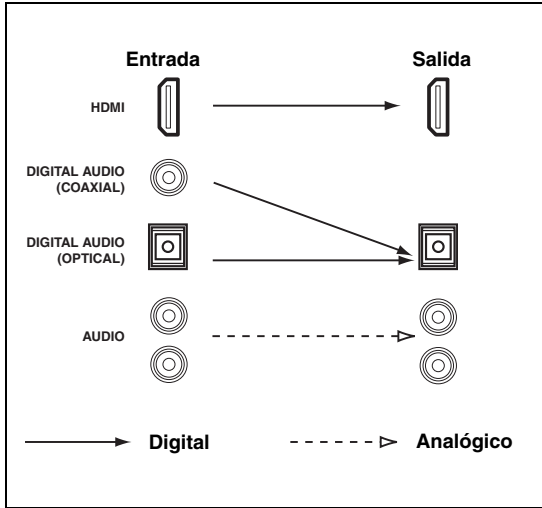 Entrada Salida
HDMI
DIGITAL AUDIO
(COAXIAL)
DIGITAL AUDIO
(OPTICAL)
AUDIO
Digital Analógico